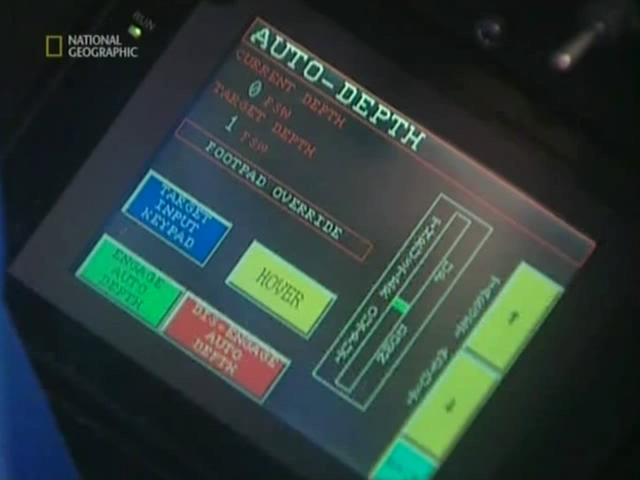 RUN
NATIONAL
GEOGRAPHIC
AUTO-DEPTH
CURRENT DEPTH
0 FSW
TARGET DEPTH
1 FSW
FOOTPAD OVERRIDE
TARGET
INPUT
KEYPAD
HOVER
ENGAGE
AUTO
DEPTH
DIS-ENGAGE
AUTO
DEPTH